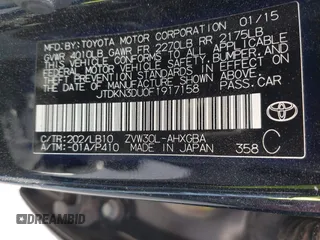 MFD.BY:TOYOTA MOTOR CORPORATION 01/15
GVWR 4010LB GAWR FR 2270LB RR 2175LB
THIS VEHICLE CONFORMS TO ALL APPLICABLE
FEDERAL MOTOR VEHICLE SAFETY, BUMPER, AND
THEFT PREVENTION STANDARDS IN EFFECT ON
THE DATE OF MANUFACTURE SHOWN ABOVE.
JTDKN3DU0F1917158 PASS.CAR
C/TR:202/LB10 ZVW30L-AHXGBA C
A/TM:-01A/P410 MADE IN JAPAN 358
TOYOTA
DREAMBID